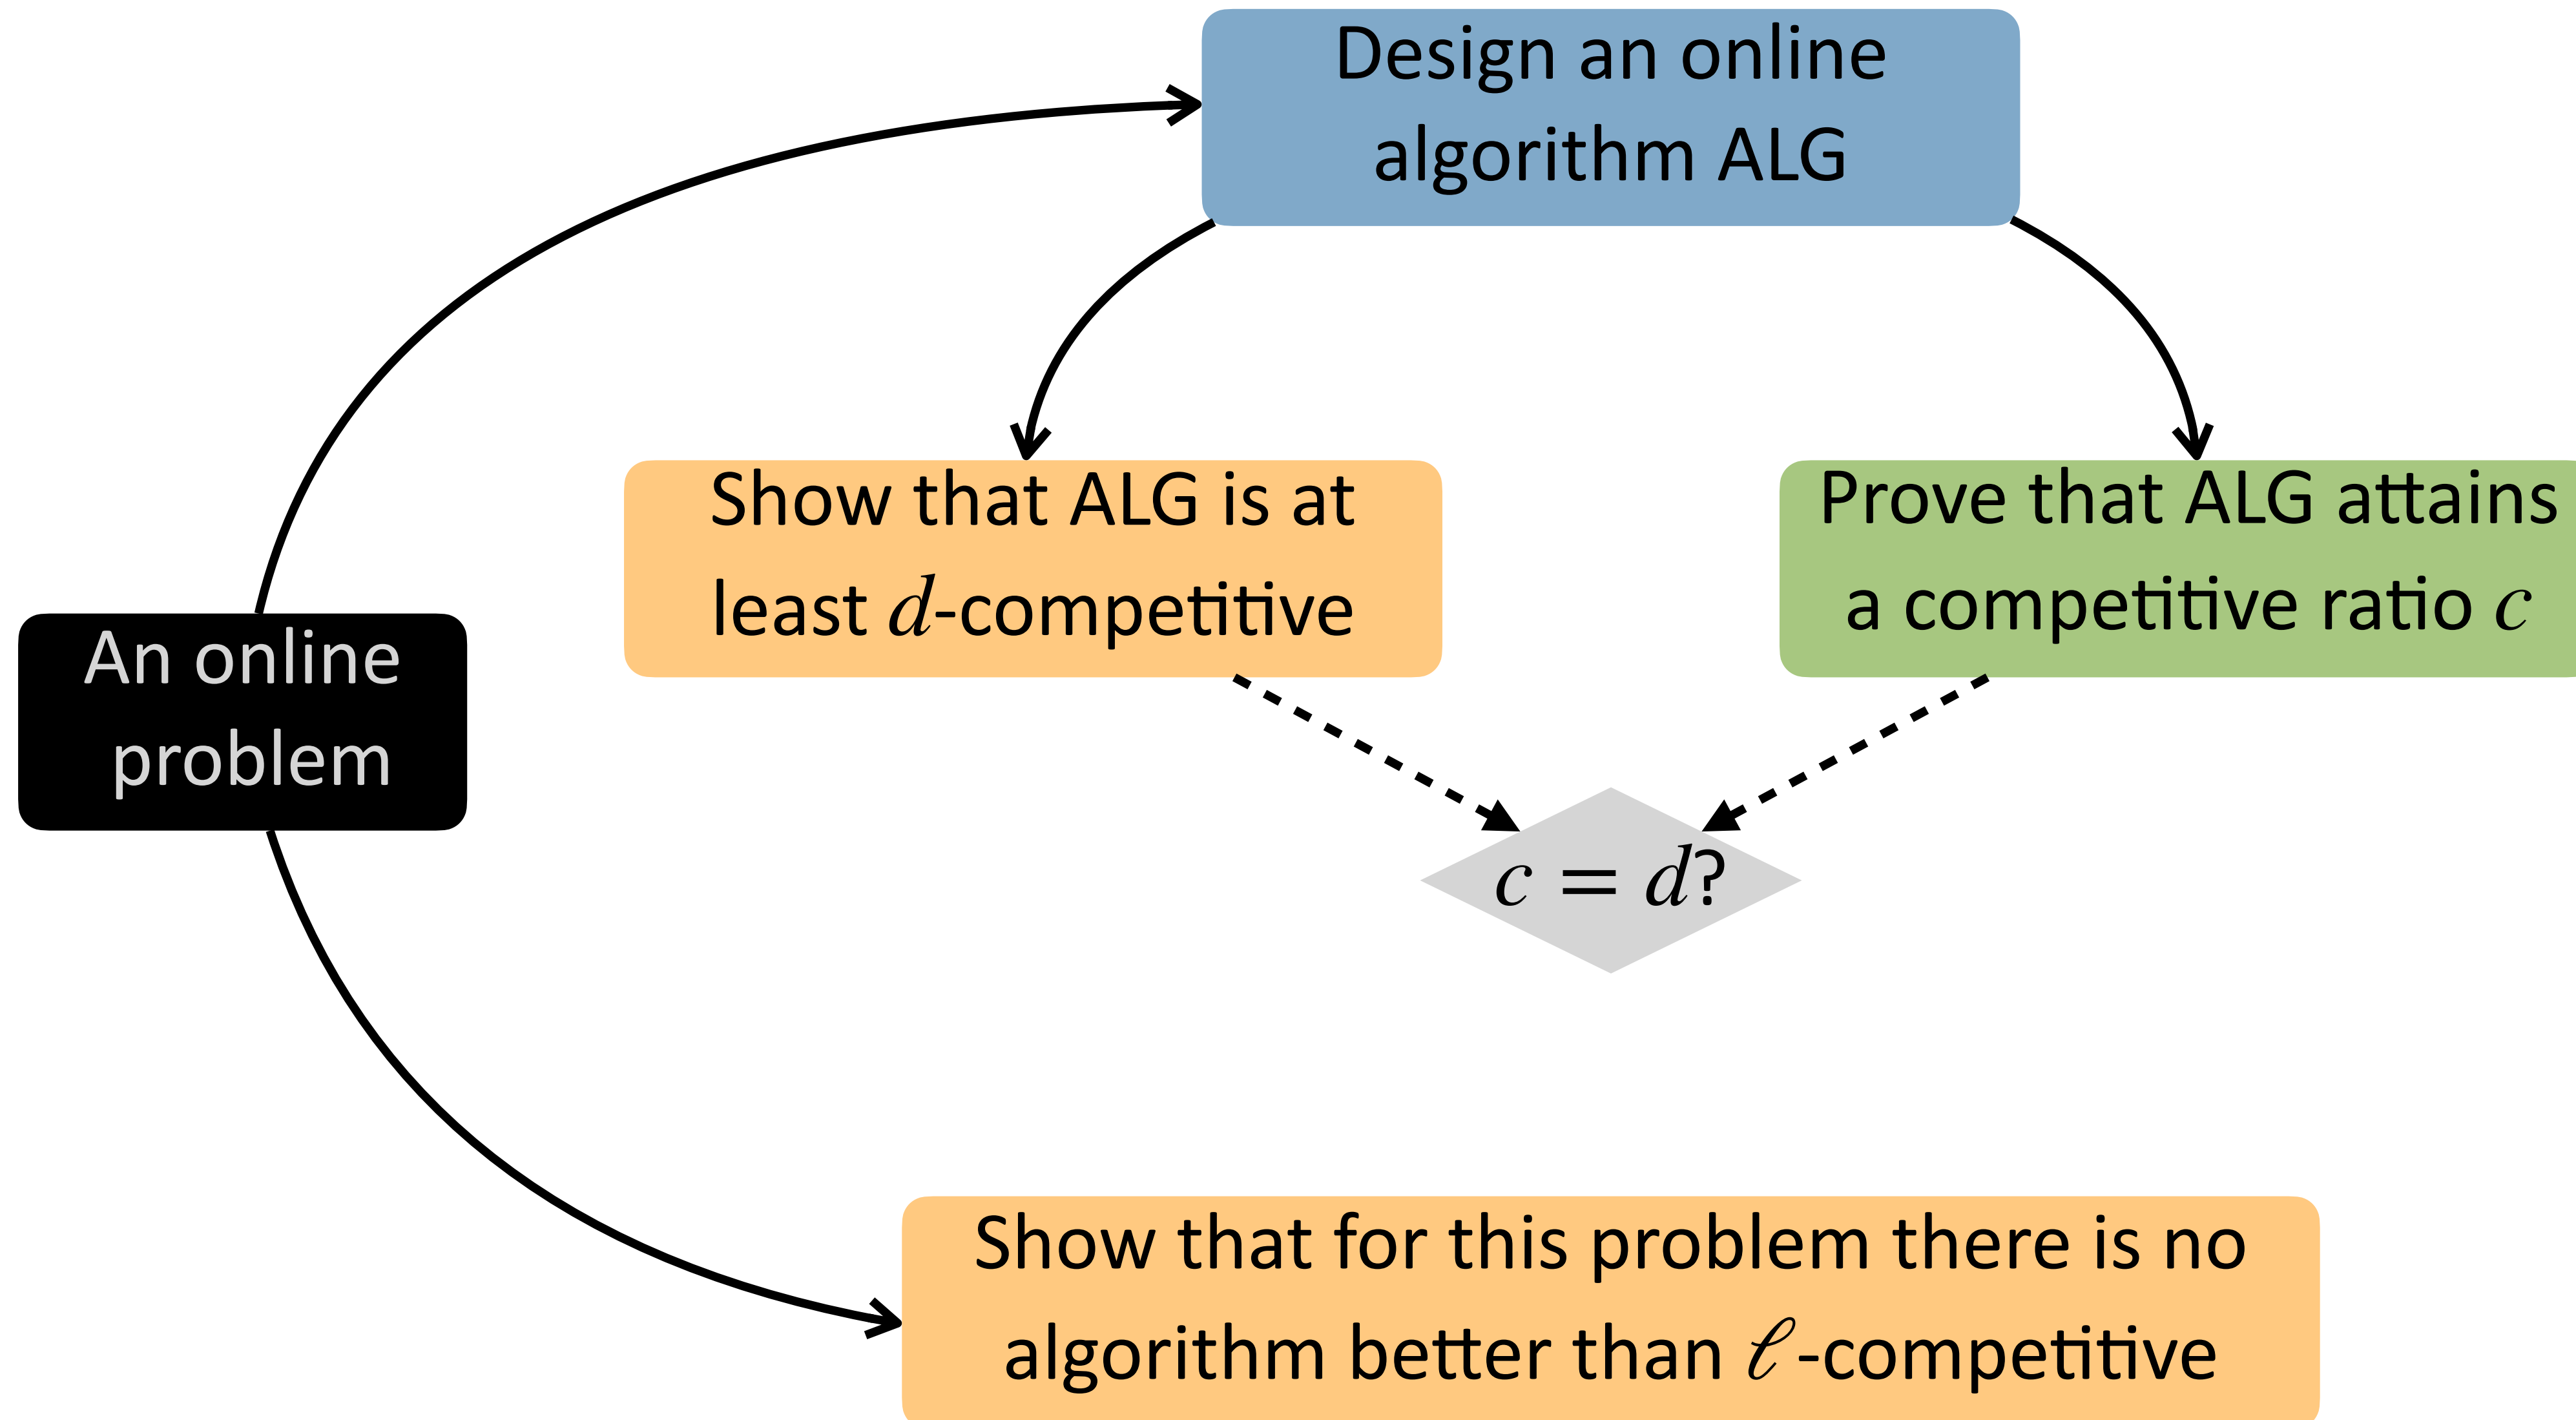 Design an online
algorithm ALG
Show that ALG is at
least d-competitive
Prove that ALG attains
a competitive ratio c
An online
problem
c = d?
Show that for this problem there is no
algorithm better than ℓ-competitive